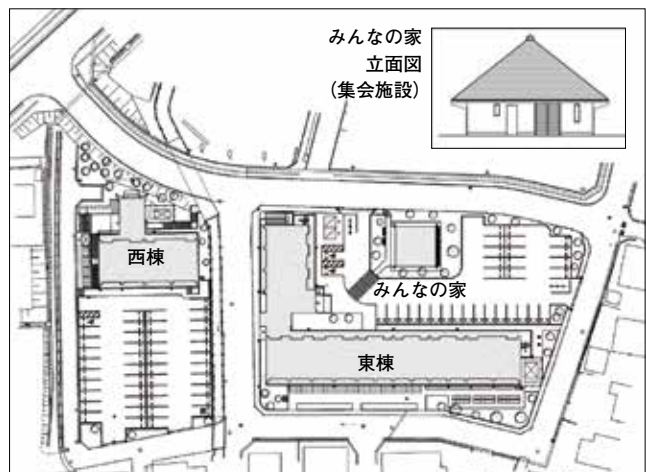 みんなの家
立面図
(集会施設)
西棟
みんなの家
東棟